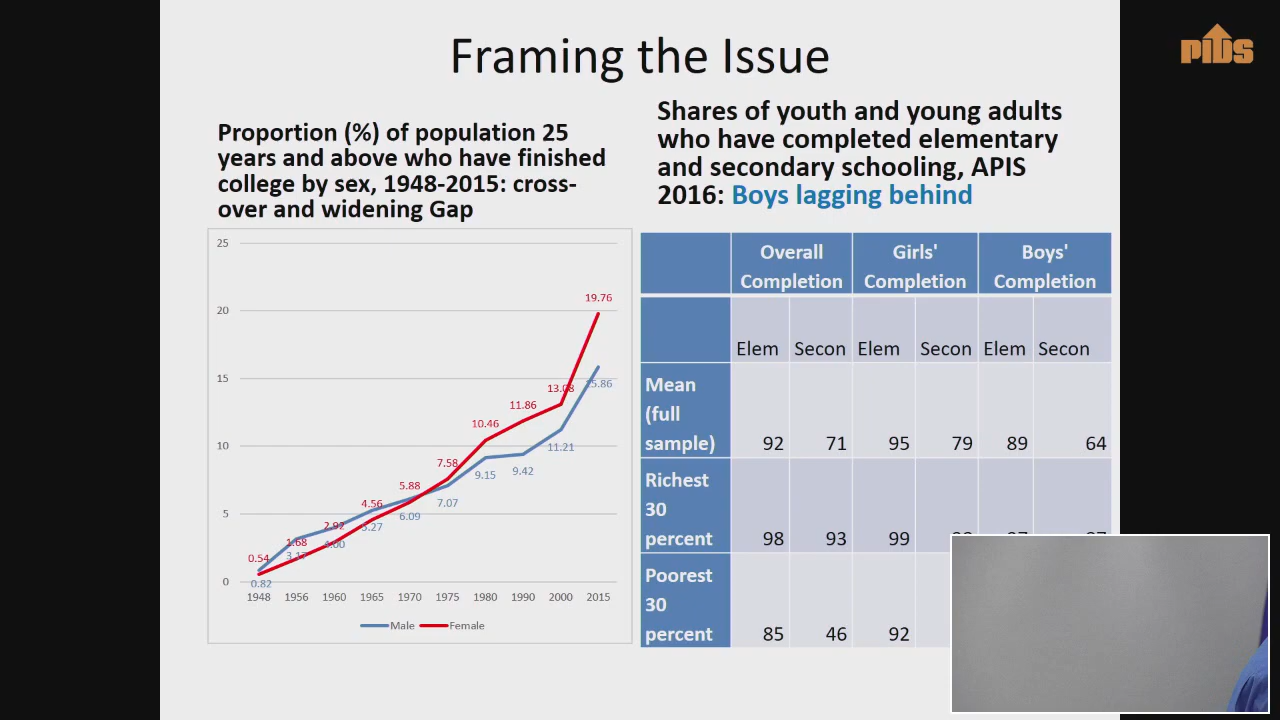 Framing the Issue
PIDS
Proportion (%) of population 25
years and above who have finished
college by sex, 1948-2015: cross-
over and widening Gap
Shares of youth and young adults
who have completed elementary
and secondary schooling, APIS
2016: Boys lagging behind
25
20
15
10
5
0
0.54 1.68 2.92 4.56 5.88 7.58 10.46 11.86 13.08 19.76
0.82 4.00 5.27 6.09 7.07 9.15 9.42 11.21 15.86
1948 1956 1960 1965 1970 1975 1980 1990 2000 2015
Male Female
Overall Completion Girls' Completion Boys' Completion
Elem Secon Elem Secon Elem Secon
Mean (full sample) 92 71 95 79 89 64
Richest 30 percent 98 93 99
Poorest 30 percent 85 46 92